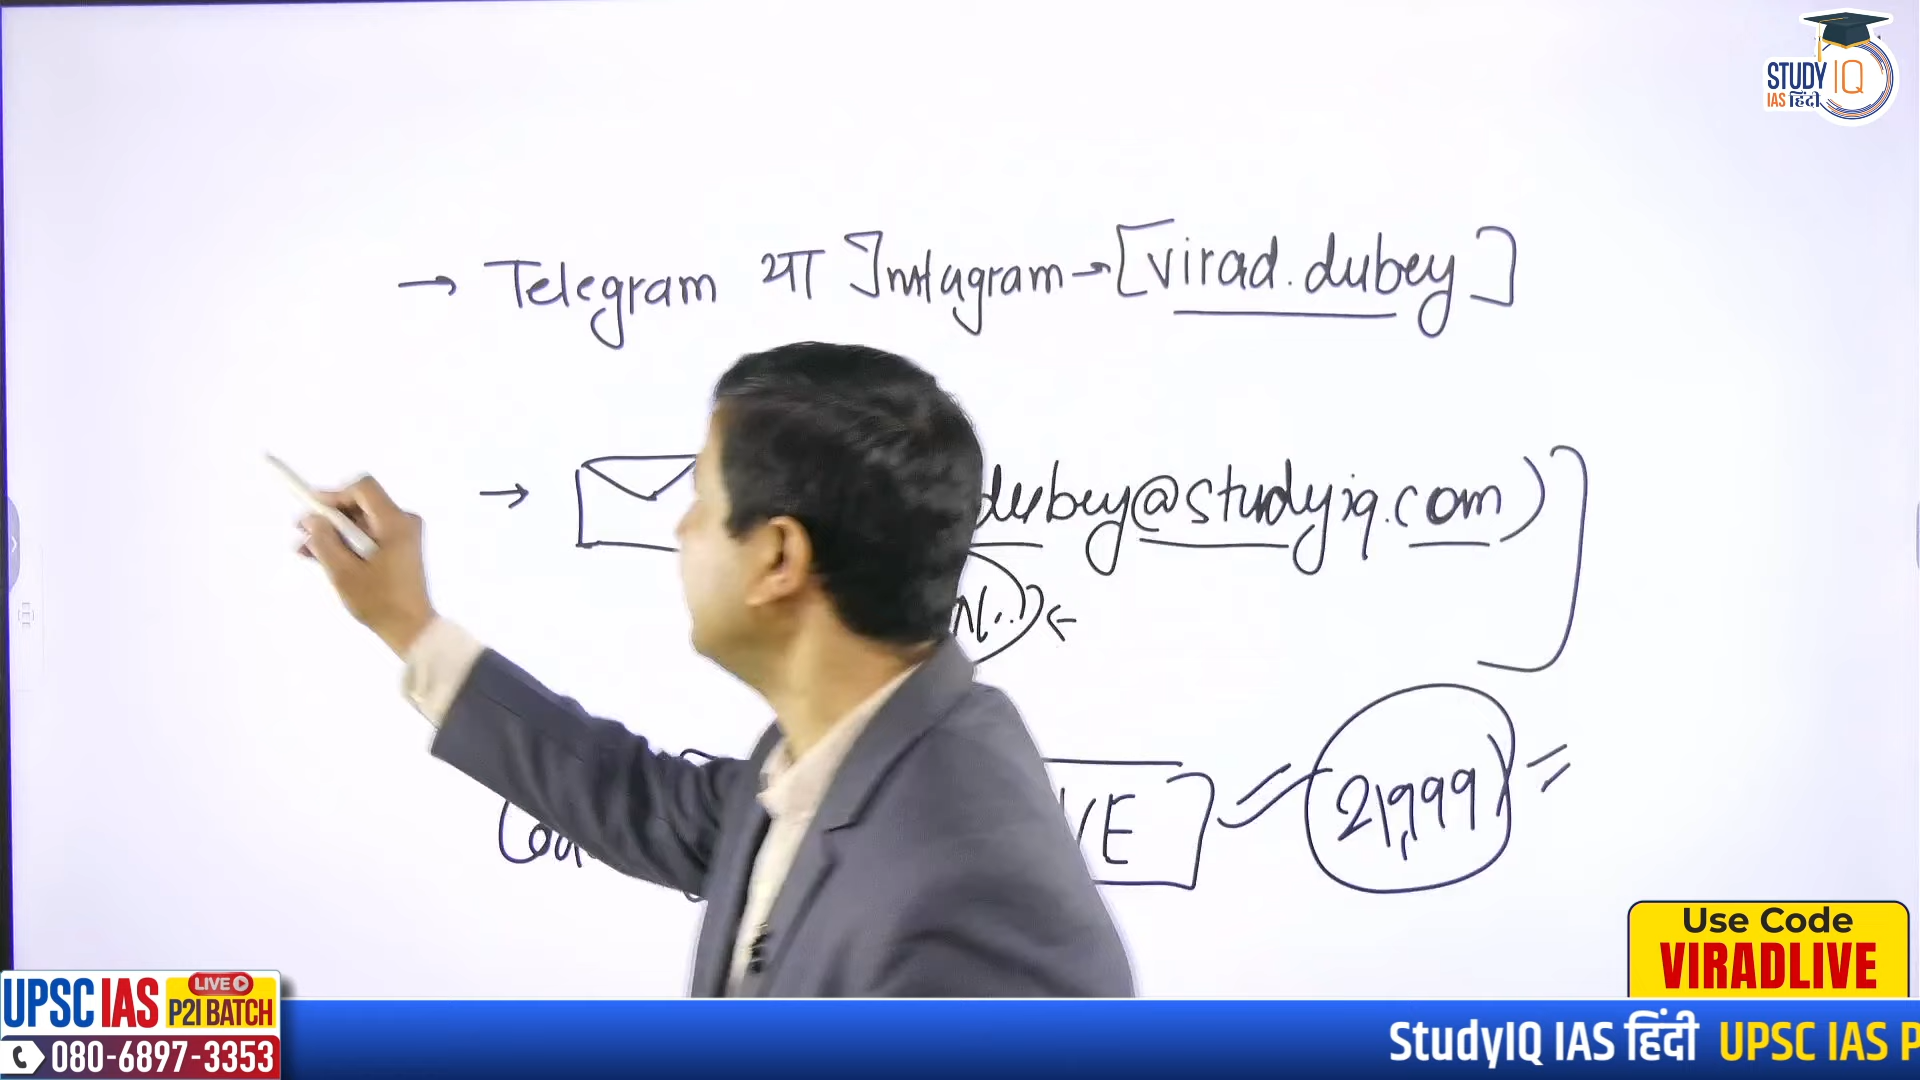 STUDY IQ
IAS हिंदी
→ Telegram या Instagram → [virad.dubey]
→ dubey@studyiq.com)]
N..) ←
VE = 21,999) =
Use Code
VIRADLIVE
UPSC IAS LIVE
P2I BATCH
080-6897-3353
StudyIQ IAS हिंदी UPSC IAS P